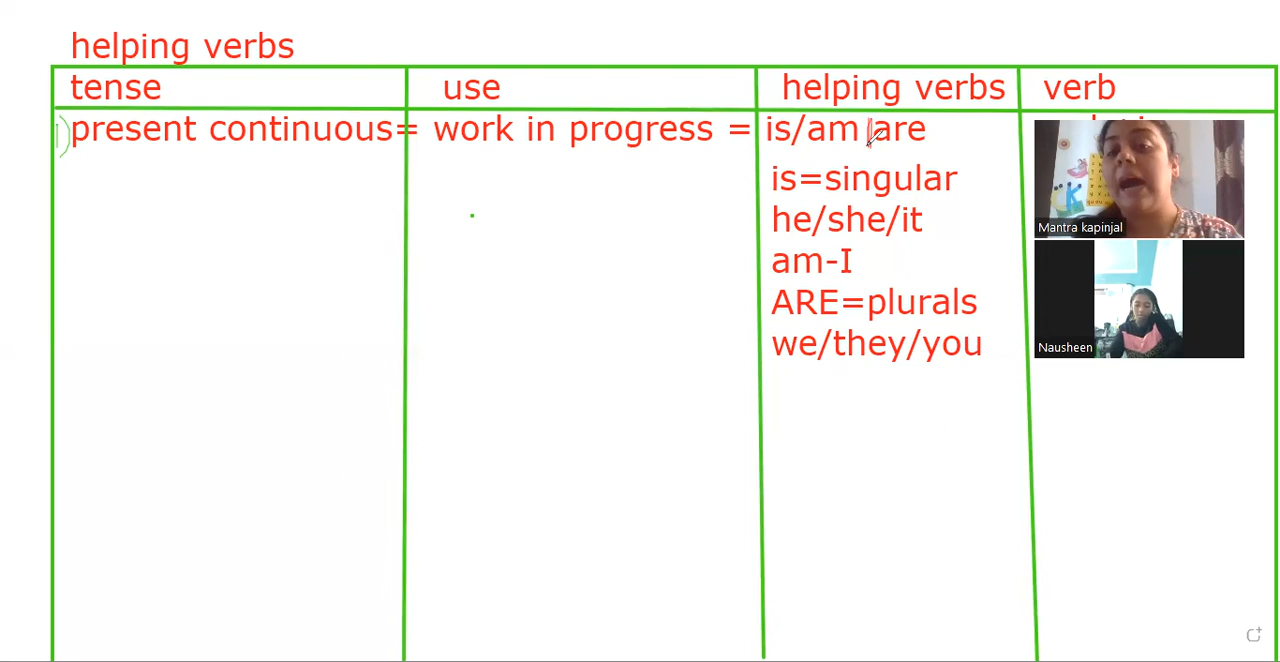 helping verbs
tense use helping verbs verb
1) present continuous= work in progress = is/am/are
is=singular
he/she/it
am-I
ARE=plurals
we/they/you
Mantra kapinjal
Nausheen